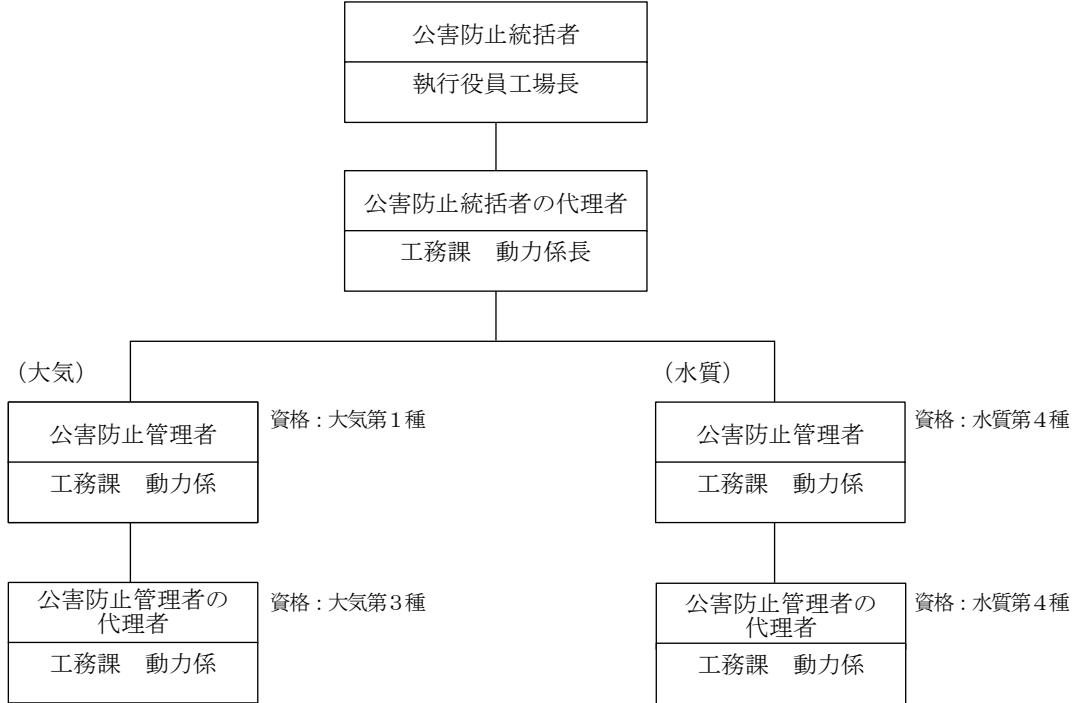 公害防止統括者
執行役員工場長
公害防止統括者の代理者
工務課　動力係長
（大気）
公害防止管理者
工務課　動力係
資格：大気第１種
公害防止管理者の
代理者
工務課　動力係
資格：大気第３種
（水質）
公害防止管理者
工務課　動力係
資格：水質第４種
公害防止管理者の
代理者
工務課　動力係
資格：水質第４種